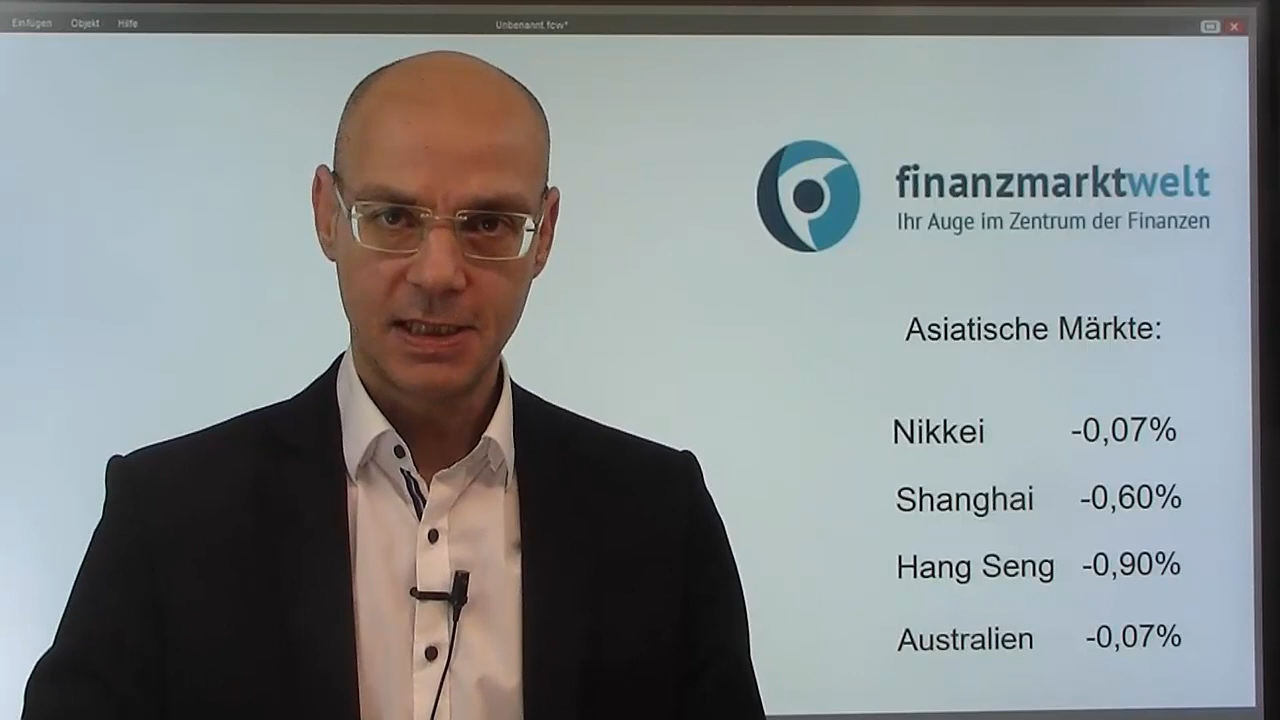 Einfügen Objekt Hilfe Unbenannt.fcw*
finanzmarktwelt
Ihr Auge im Zentrum der Finanzen
Asiatische Märkte:
Nikkei -0,07%
Shanghai -0,60%
Hang Seng -0,90%
Australien -0,07%